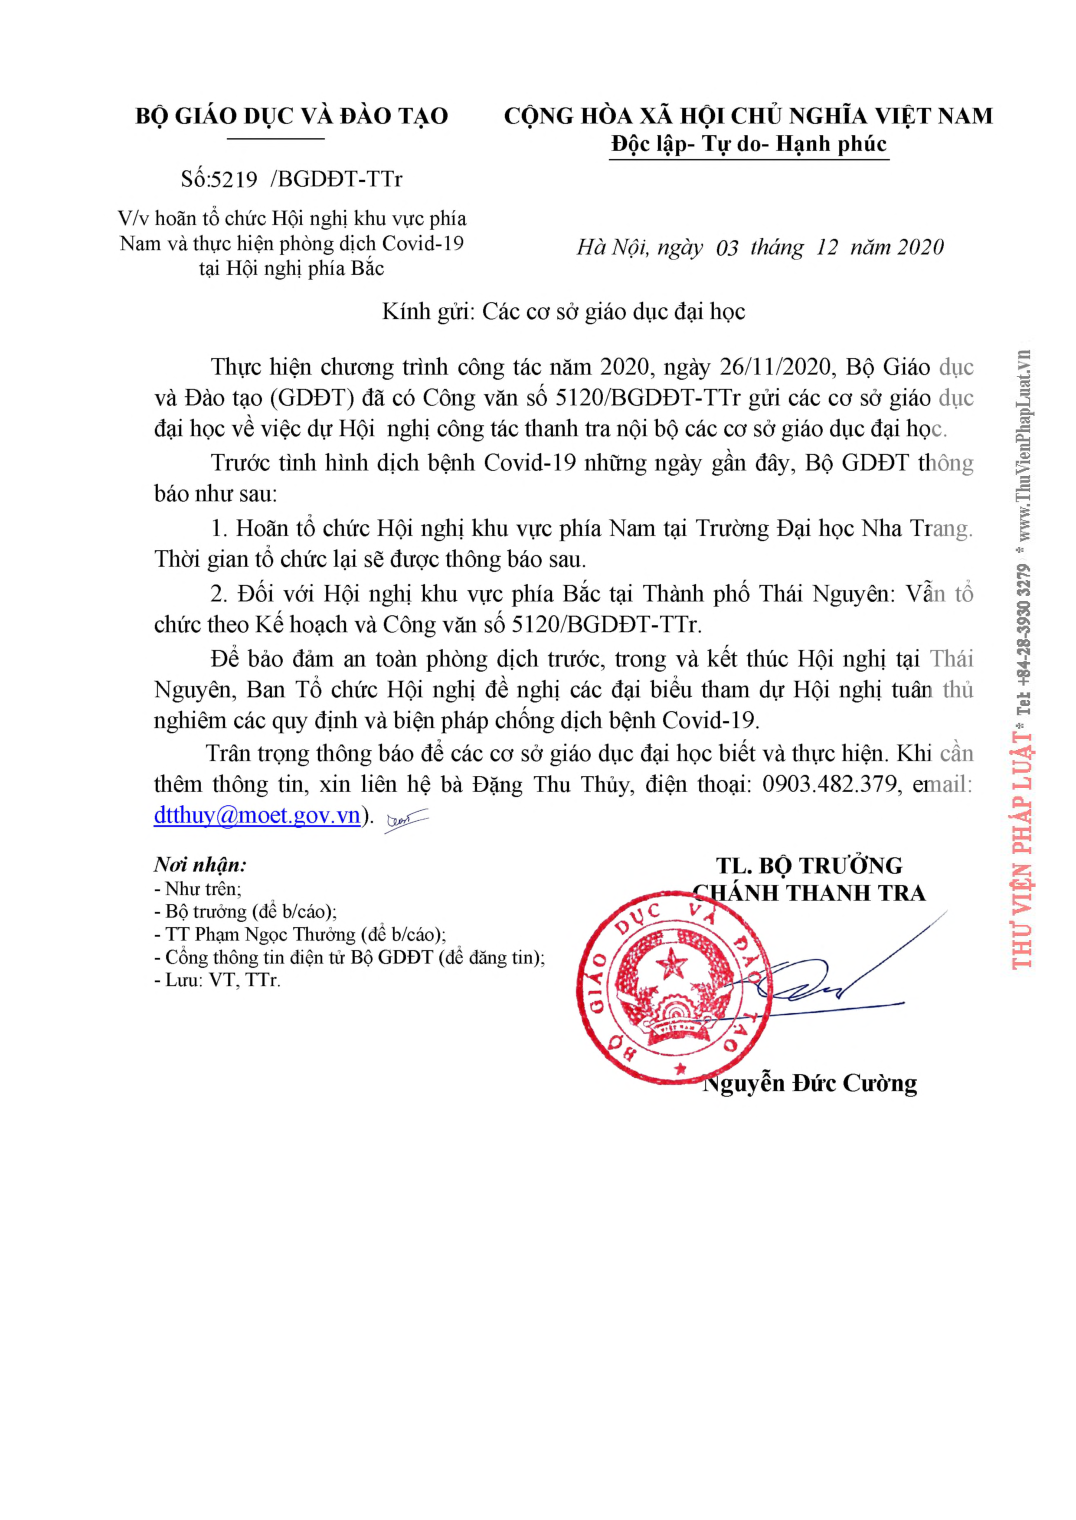 BỘ GIÁO DỤC VÀ ĐÀO TẠO
CỘNG HÒA XÃ HỘI CHỦ NGHĨA VIỆT NAM
Độc lập- Tự do- Hạnh phúc
Số:5219 /BGDĐT-TTr
V/v hoãn tổ chức Hội nghị khu vực phía
Nam và thực hiện phòng dịch Covid-19
tại Hội nghị phía Bắc
Hà Nội, ngày 03 tháng 12 năm 2020
Kính gửi: Các cơ sở giáo dục đại học
Thực hiện chương trình công tác năm 2020, ngày 26/11/2020, Bộ Giáo dục
và Đào tạo (GDĐT) đã có Công văn số 5120/BGDĐT-TTr gửi các cơ sở giáo dục
đại học về việc dự Hội nghị công tác thanh tra nội bộ các cơ sở giáo dục đại học.
Trước tình hình dịch bệnh Covid-19 những ngày gần đây, Bộ GDĐT thông
báo như sau:
1. Hoãn tổ chức Hội nghị khu vực phía Nam tại Trường Đại học Nha Trang.
Thời gian tổ chức lại sẽ được thông báo sau.
2. Đối với Hội nghị khu vực phía Bắc tại Thành phố Thái Nguyên: Vẫn tổ
chức theo Kế hoạch và Công văn số 5120/BGDĐT-TTr.
Để bảo đảm an toàn phòng dịch trước, trong và kết thúc Hội nghị tại Thái
Nguyên, Ban Tổ chức Hội nghị đề nghị các đại biểu tham dự Hội nghị tuân thủ
nghiêm các quy định và biện pháp chống dịch bệnh Covid-19.
Trân trọng thông báo để các cơ sở giáo dục đại học biết và thực hiện. Khi cần
thêm thông tin, xin liên hệ bà Đặng Thu Thủy, điện thoại: 0903.482.379, email:
dtthuy@moet.gov.vn).
Nơi nhận:
- Như trên;
- Bộ trưởng (để b/cáo);
- TT Phạm Ngọc Thưởng (để b/cáo);
- Cổng thông tin điện tử Bộ GDĐT (để đăng tin);
- Lưu: VT, TTr.
TL. BỘ TRƯỞNG
CHÁNH THANH TRA
BỘ GIÁO DỤC VÀ ĐÀO TẠO
VIỆT NAM
Nguyễn Đức Cường
THƯ VIỆN PHÁP LUẬT * Tel: +84-28-3930 3279 * www.ThuVienPhapLuat.vn